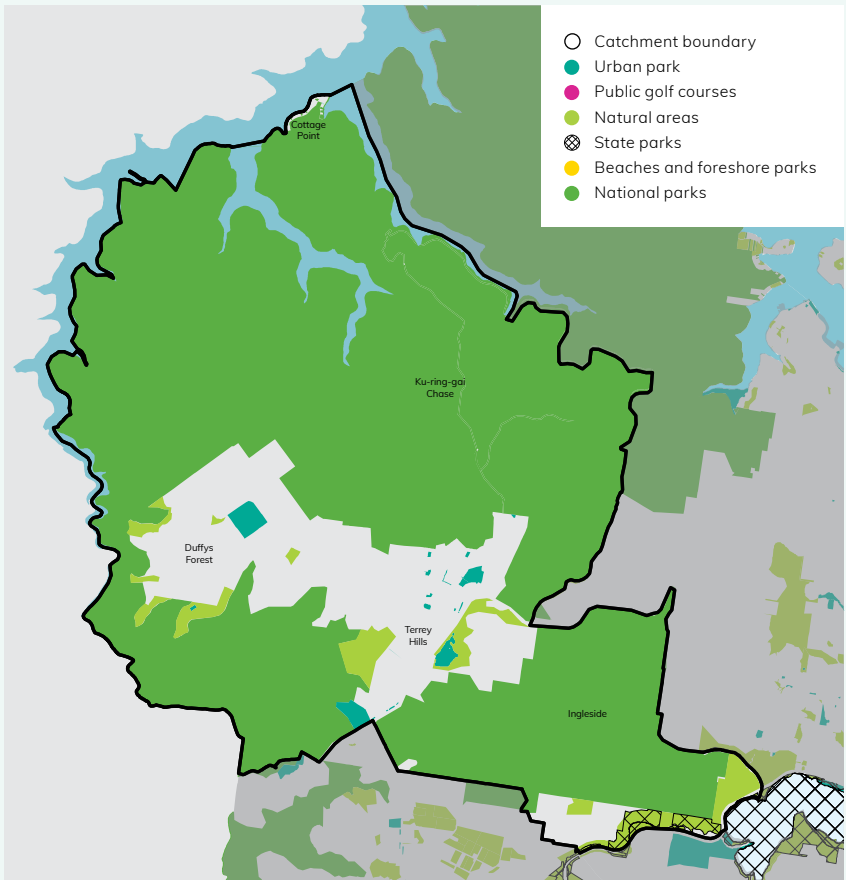 Catchment boundary
Urban park
Public golf courses
Natural areas
State parks
Beaches and foreshore parks
National parks
Cottage
Point
Ku-ring-gai
Chase
Duffys
Forest
Terrey
Hills
Ingleside